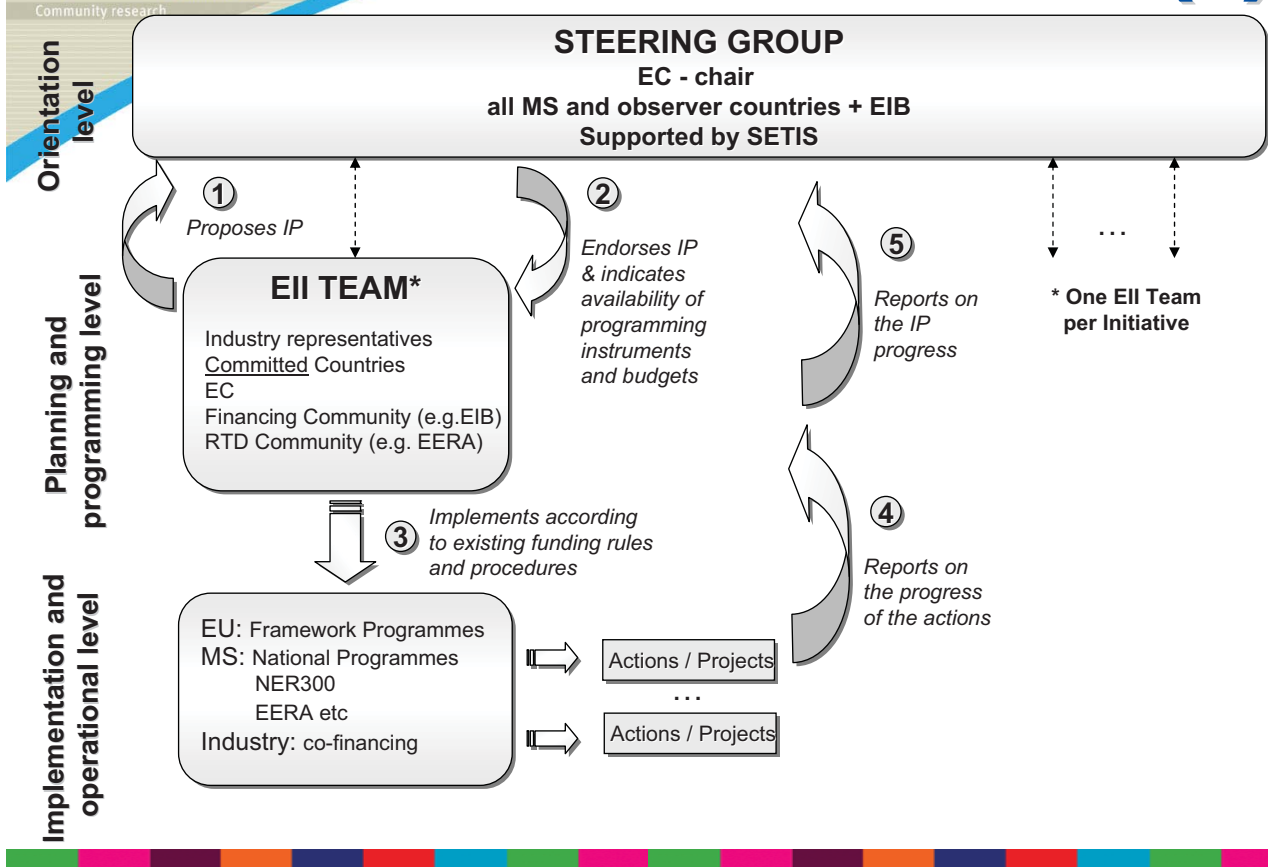 Community research
STEERING GROUP
EC - chair
all MS and observer countries + EIB
Supported by SETIS
Orientation
level
1
Proposes IP
2
Endorses IP
& indicates
availability of
programming
instruments
and budgets
5
Reports on
the IP
progress
...
* One EII Team
per Initiative
Planning and
programming level
EII TEAM*
Industry representatives
Committed Countries
EC
Financing Community (e.g.EIB)
RTD Community (e.g. EERA)
3
Implements according
to existing funding rules
and procedures
4
Reports on
the progress
of the actions
Implementation and
operational level
EU: Framework Programmes
MS: National Programmes
NER300
EERA etc
Industry: co-financing
Actions / Projects
...
Actions / Projects